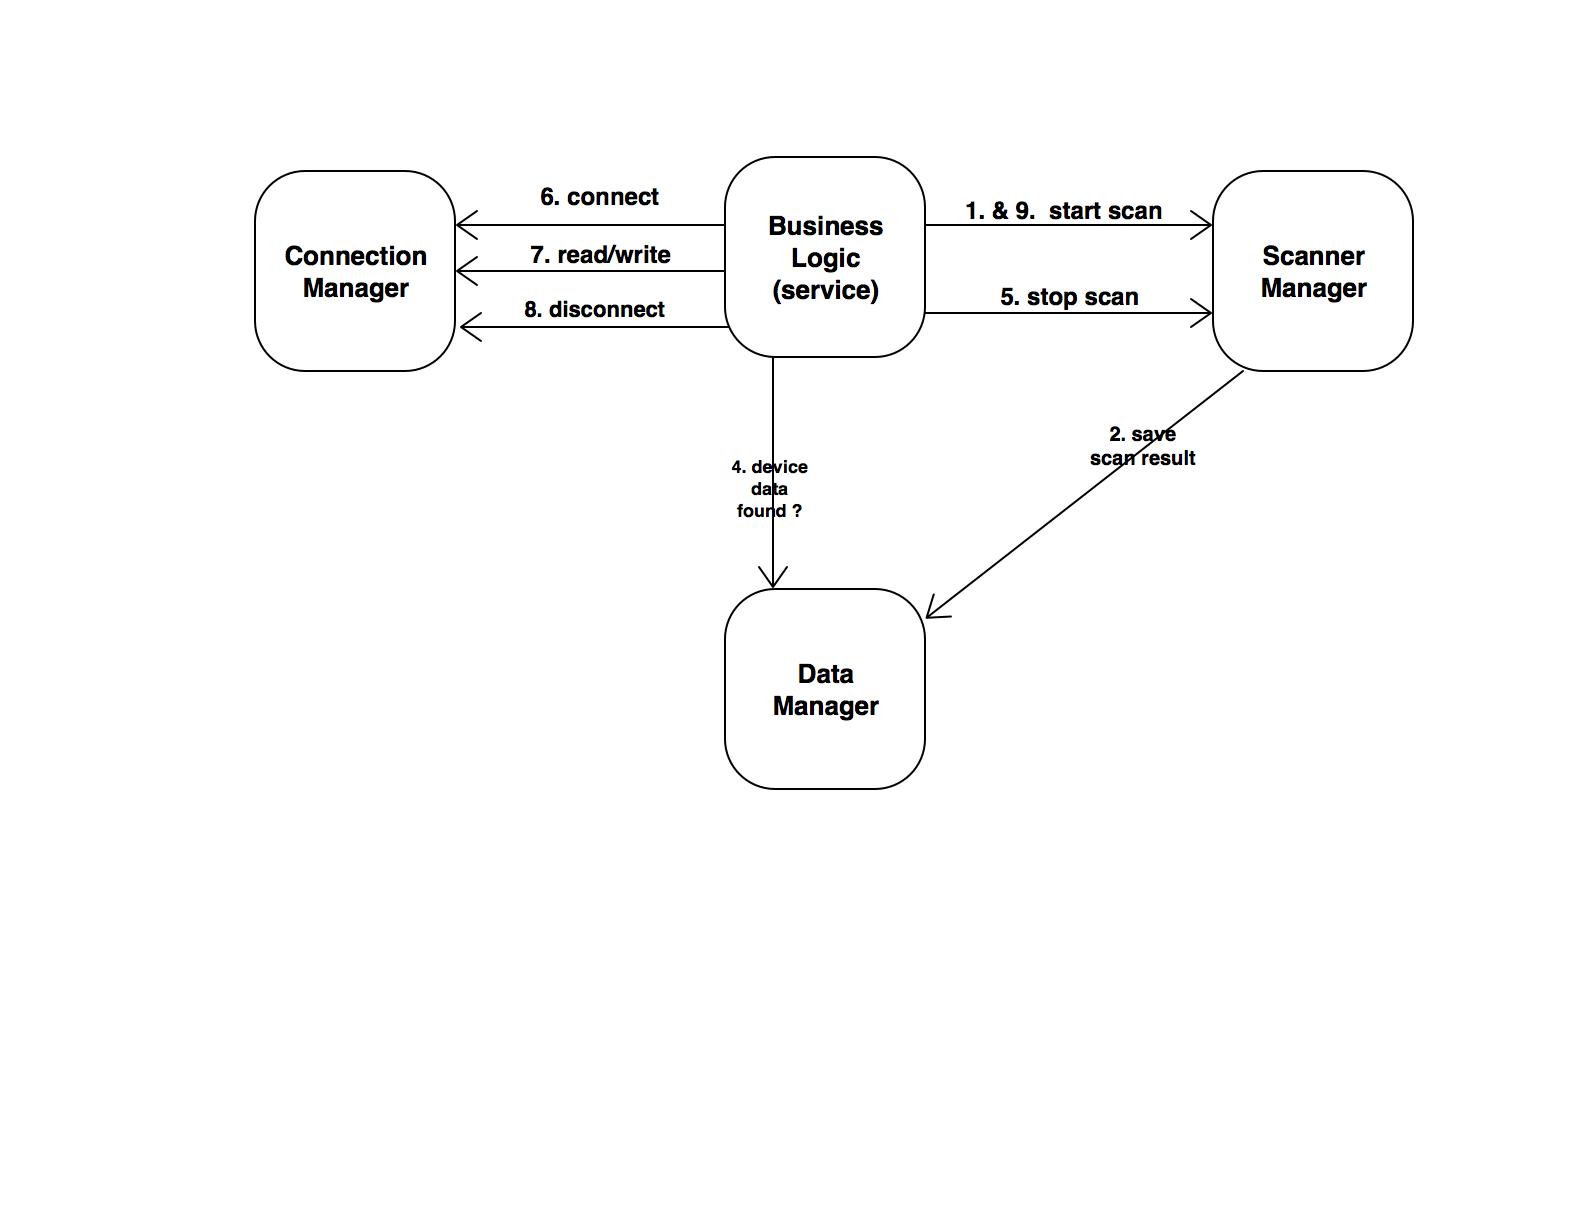 6. connect
7. read/write
8. disconnect
Connection
Manager
Business
Logic
(service)
1. & 9.  start scan
5. stop scan
Scanner
Manager
4. device
data
found ?
2. save
scan result
Data
Manager